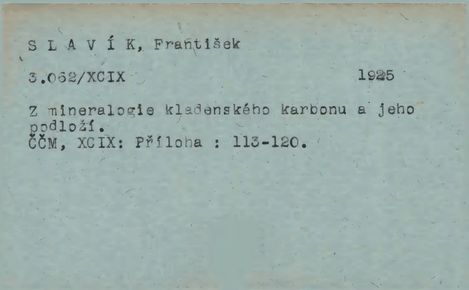 S L A V Í K, František
3.062/XCIX 1925
Z mineralogie kladenského karbonu a jeho
podloží.
ČČM, XCIX: Příloha : 113-120.